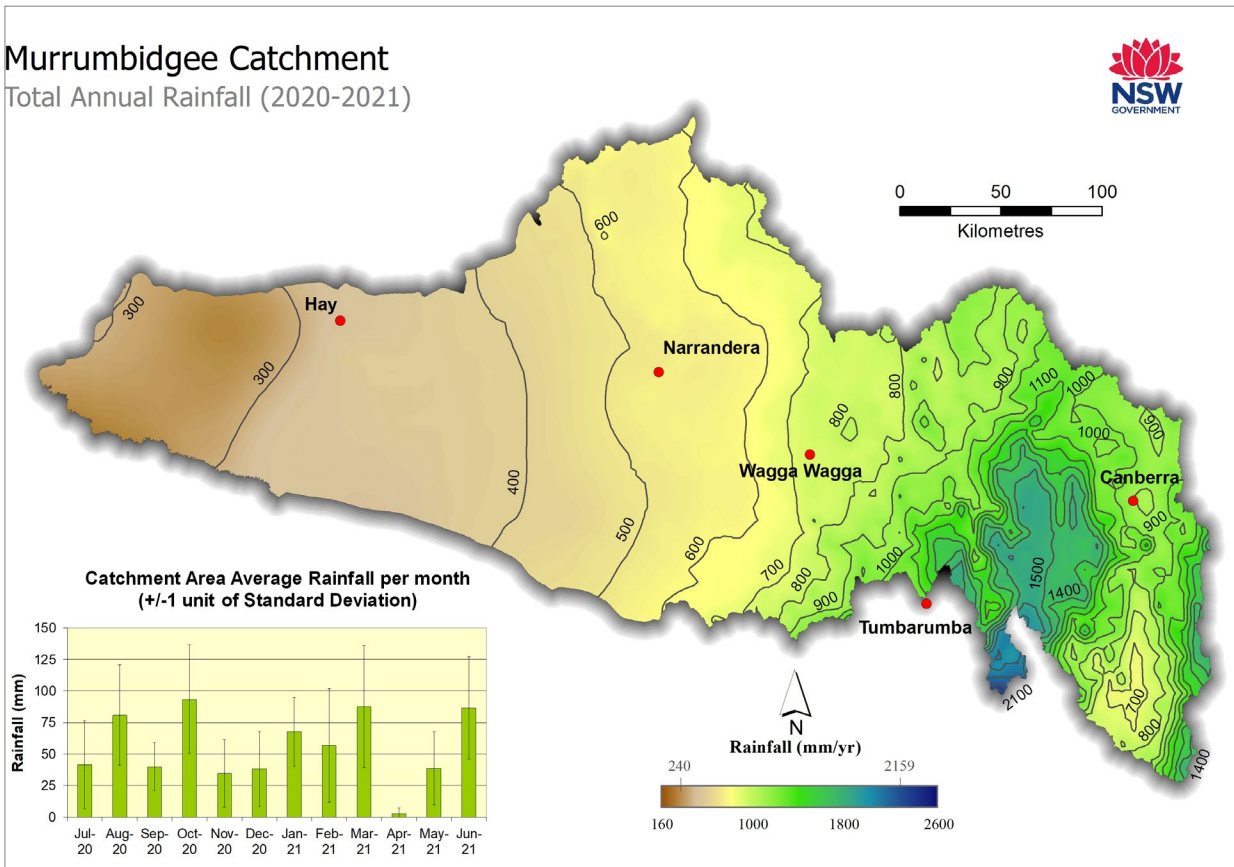 Murrumbidgee Catchment
Total Annual Rainfall (2020-2021)
NSW
GOVERNMENT
0 50 100
Kilometres
600
300
Hay
300
Narrandera
800
900
1100
1000
800
1000
900
Wagga Wagga
Canberra
400
900
500
600
700
800
900
1000
1500
1400
Tumbarumba
2100
700
800
1400
N
Catchment Area Average Rainfall per month
(+/-1 unit of Standard Deviation)
Rainfall (mm)
150
125
100
75
50
25
0
Jul-20 Aug-20 Sep-20 Oct-20 Nov-20 Dec-20 Jan-21 Feb-21 Mar-21 Apr-21 May-21 Jun-21
Rainfall (mm/yr)
240 2159
160 1000 1800 2600